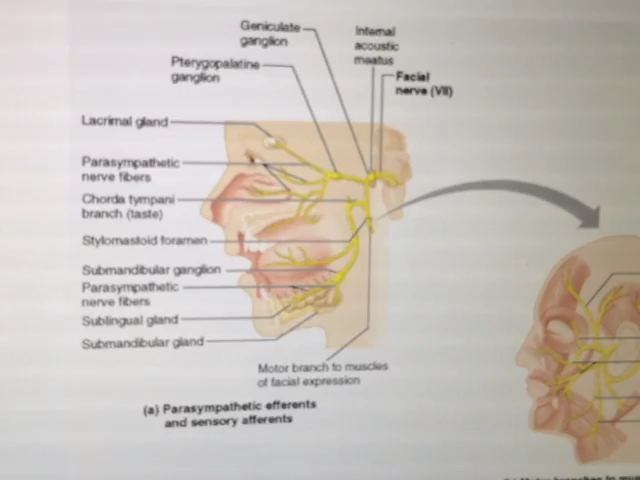 Geniculate
ganglion
Internal
acoustic
meatus
Pterygopalatine
ganglion
Facial
nerve (VII)
Lacrimal gland
Parasympathetic
nerve fibers
Chorda tympani
branch (taste)
Stylomastoid foramen
Submandibular ganglion
Parasympathetic
nerve fibers
Sublingual gland
Submandibular gland
Motor branch to muscles
of facial expression
(a) Parasympathetic efferents
and sensory afferents